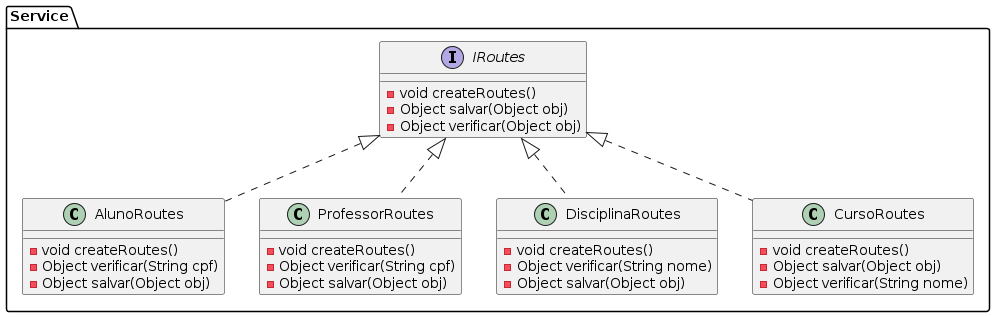 Service
I IRoutes
void createRoutes()
Object salvar(Object obj)
Object verificar(Object obj)
C AlunoRoutes
void createRoutes()
Object verificar(String cpf)
Object salvar(Object obj)
C ProfessorRoutes
void createRoutes()
Object verificar(String cpf)
Object salvar(Object obj)
C DisciplinaRoutes
void createRoutes()
Object verificar(String nome)
Object salvar(Object obj)
C CursoRoutes
void createRoutes()
Object salvar(Object obj)
Object verificar(String nome)